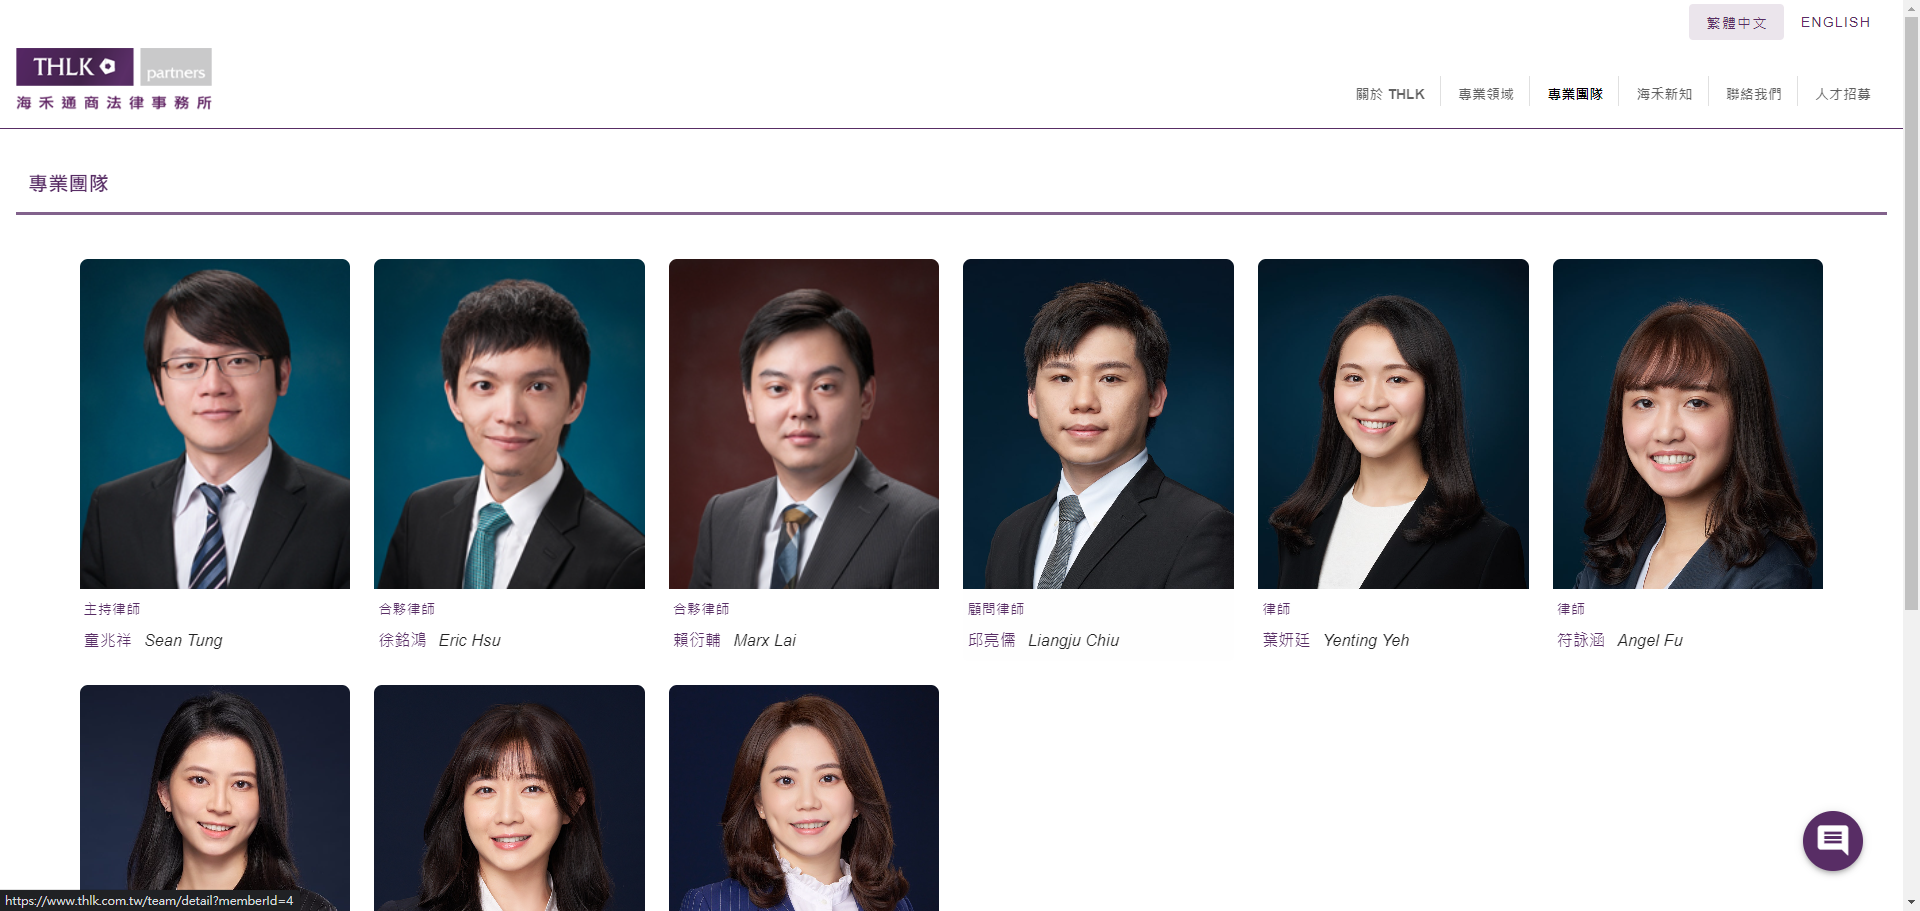 繁體中文 ENGLISH
THLK partners
海禾通商法律事務所
關於 THLK 專業領域 專業團隊 海禾新知 聯絡我們 人才招募
專業團隊
主持律師
童兆祥 Sean Tung
合夥律師
徐銘鴻 Eric Hsu
合夥律師
賴衍輔 Marx Lai
顧問律師
邱亮儒 Liangju Chiu
律師
葉妍廷 Yenting Yeh
律師
符詠涵 Angel Fu
https://www.thlk.com.tw/team/detail?memberId=4